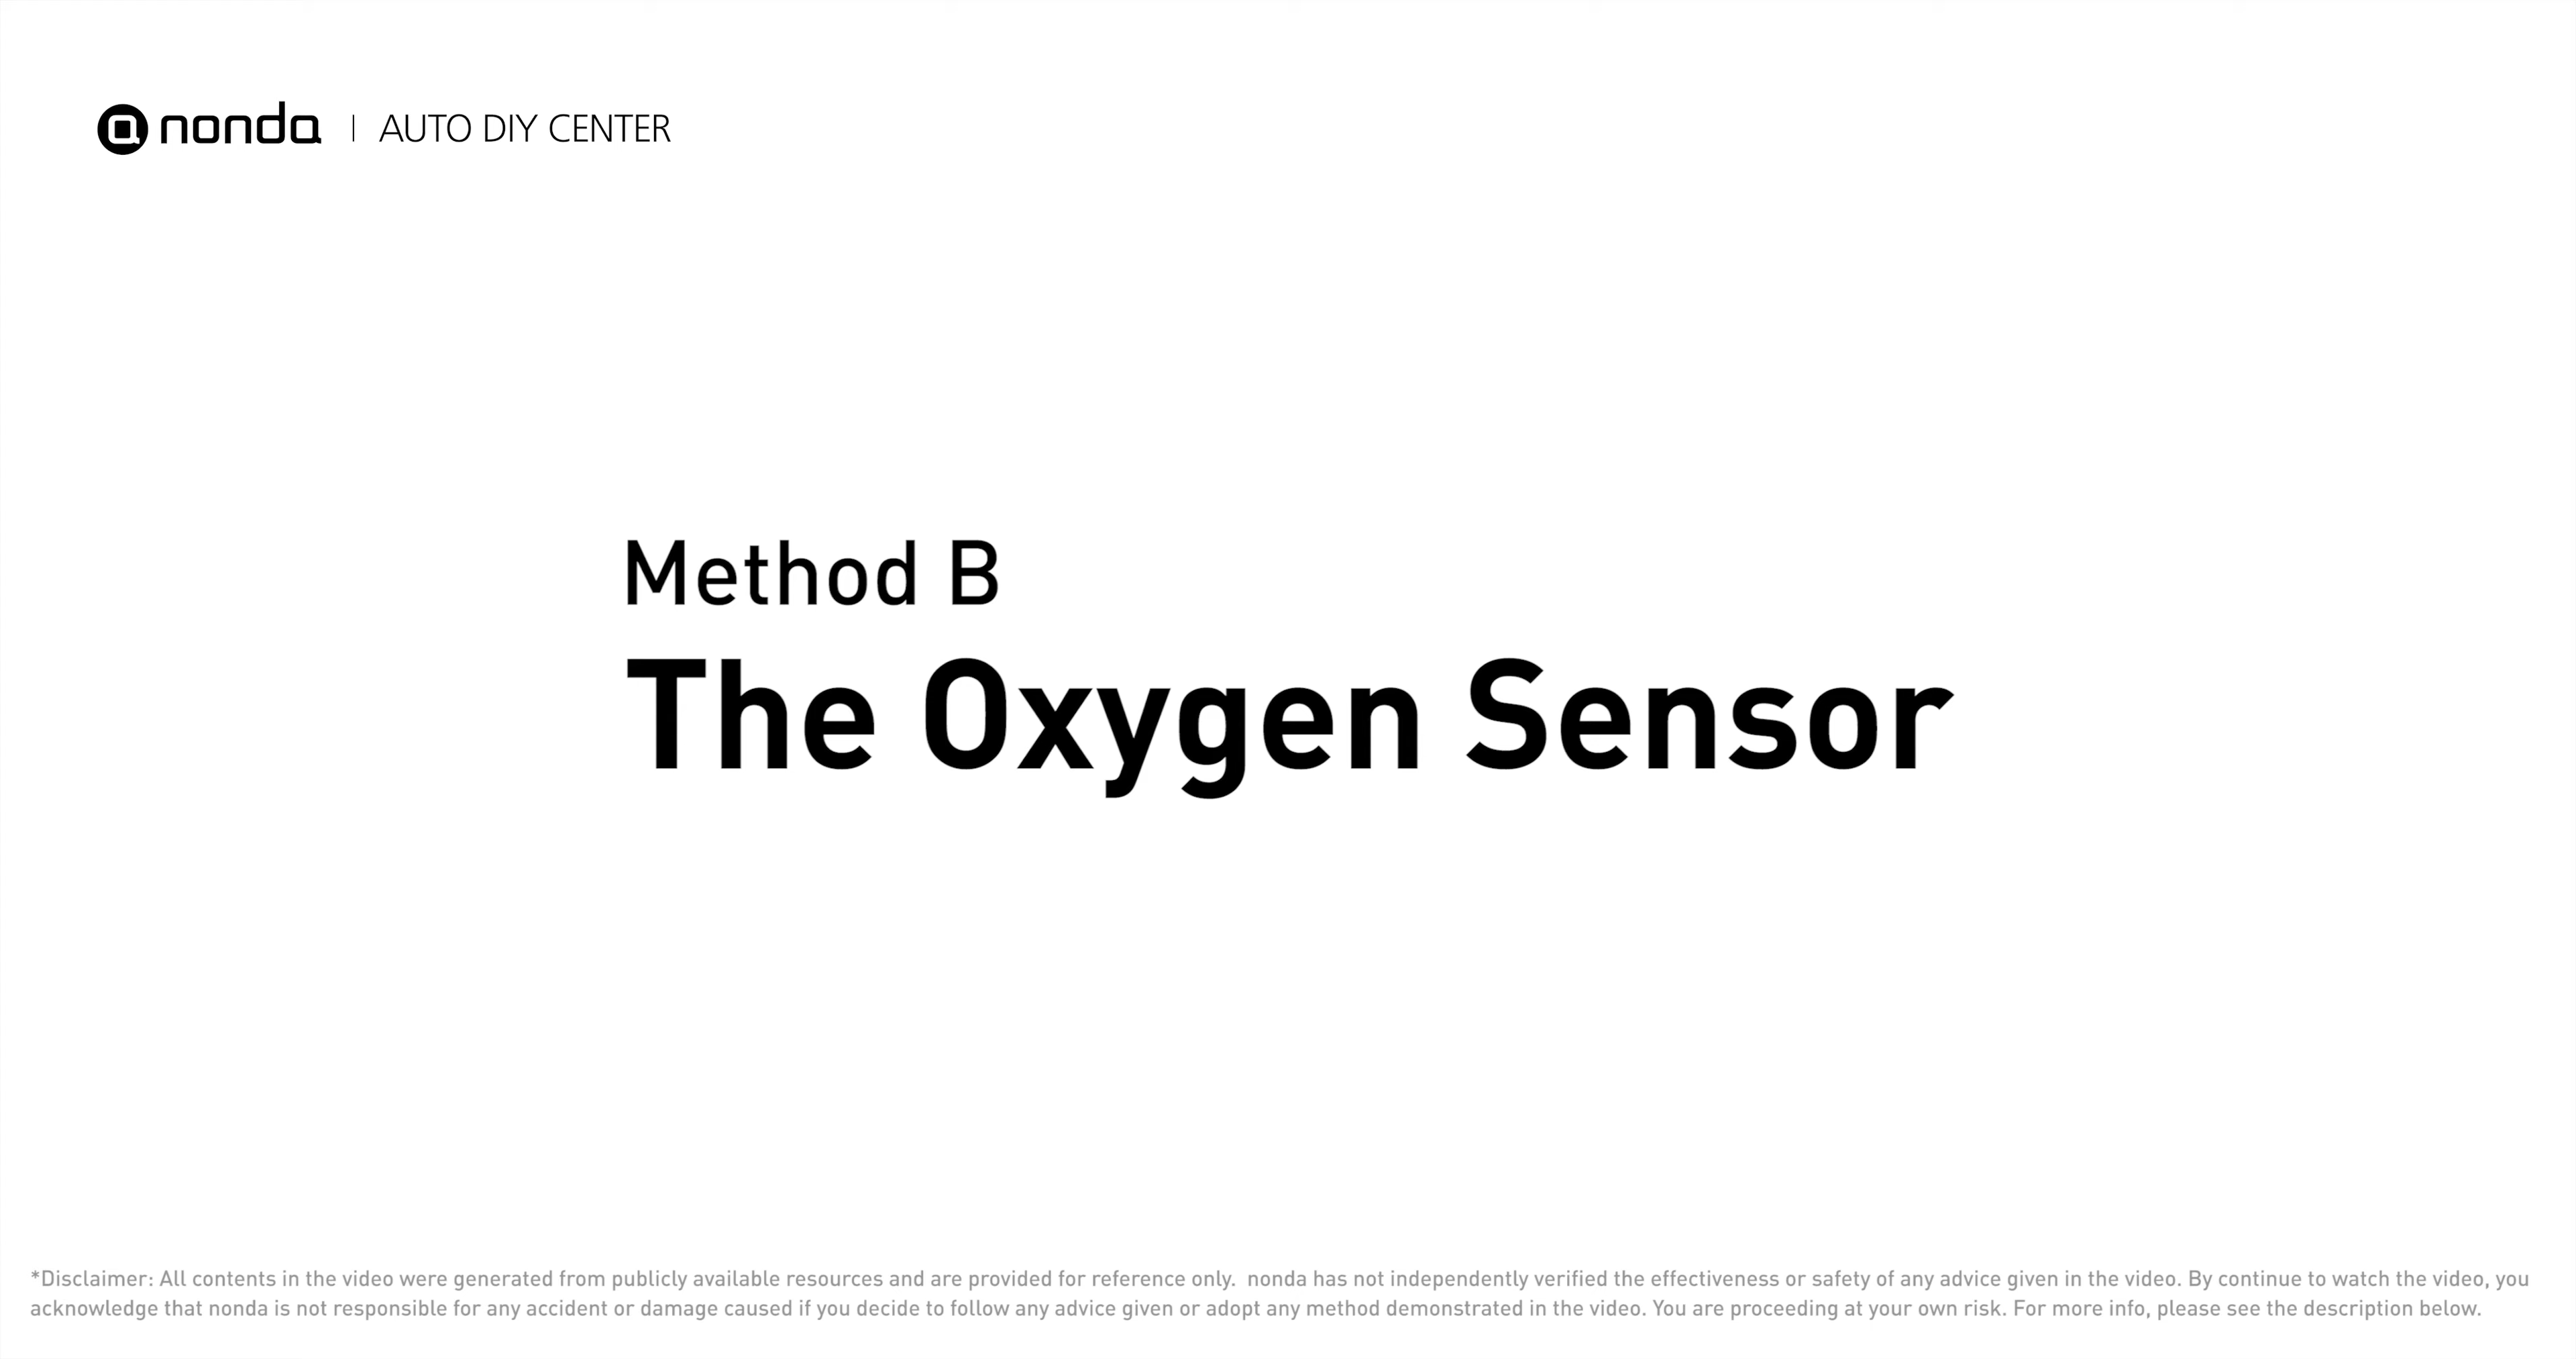 nonda | AUTO DIY CENTER
Method B
The Oxygen Sensor
*Disclaimer: All contents in the video were generated from publicly available resources and are provided for reference only.  nonda has not independently verified the effectiveness or safety of any advice given in the video. By continue to watch the video, you
acknowledge that nonda is not responsible for any accident or damage caused if you decide to follow any advice given or adopt any method demonstrated in the video. You are proceeding at your own risk. For more info, please see the description below.